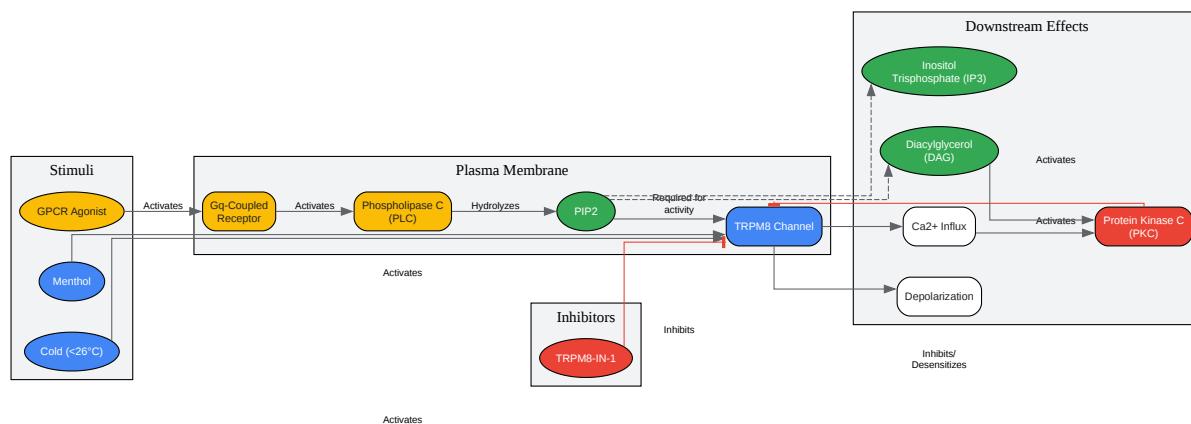 Downstream Effects
Inositol
Trisphosphate (IP3)
Stimuli
Plasma Membrane
Diacylglycerol
(DAG)
Activates
GPCR Agonist
Activates
Gq-Coupled
Receptor
Activates
Phospholipase C
(PLC)
Hydrolyzes
PIP2
Required for
activity
TRPM8 Channel
Ca2+ Influx
Activates
Protein Kinase C
(PKC)
Menthol
Activates
Depolarization
Inhibitors
Inhibits
Cold (<26°C)
TRPM8-IN-1
Inhibits/
Desensitizes
Activates